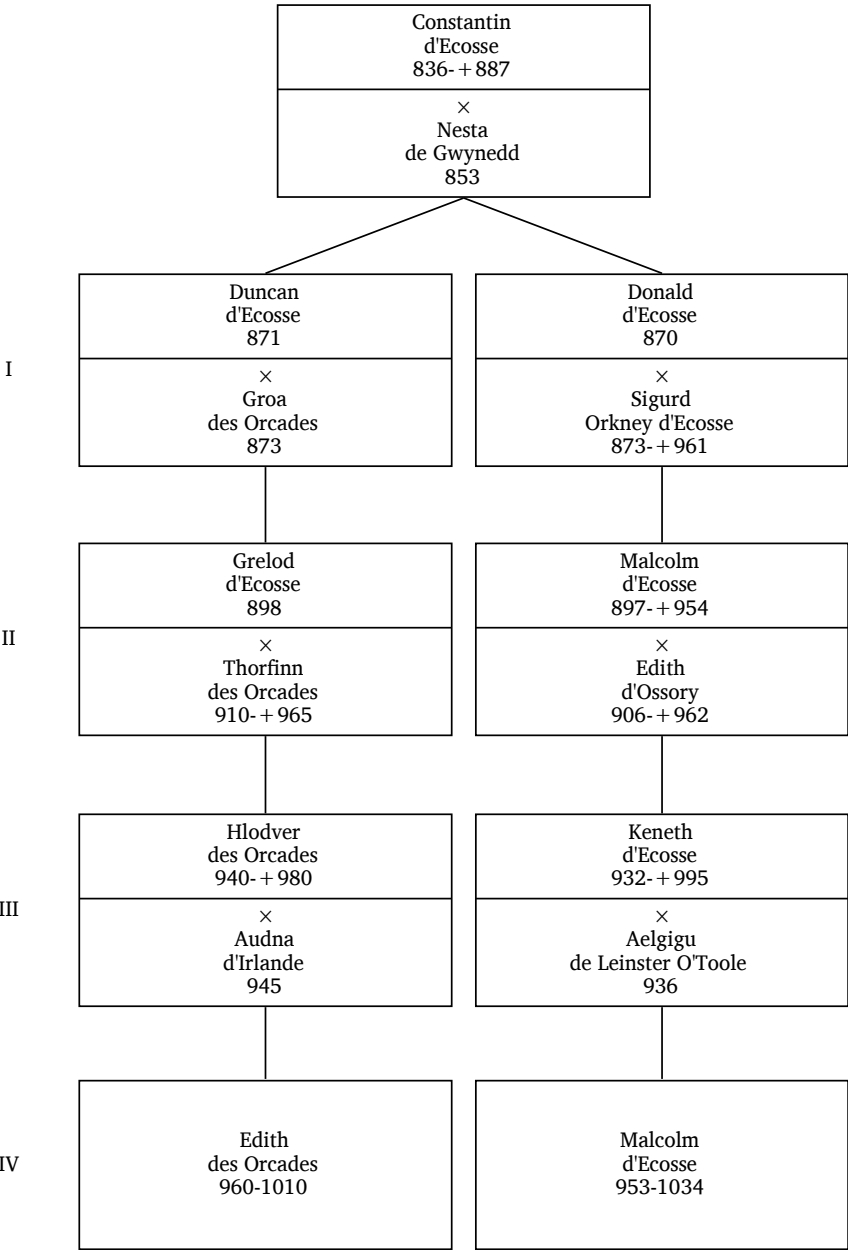 Constantin
d'Ecosse
836-+887
×
Nesta
de Gwynedd
853
I
Duncan
d'Ecosse
871
×
Groa
des Orcades
873
Donald
d'Ecosse
870
×
Sigurd
Orkney d'Ecosse
873-+961
II
Grelod
d'Ecosse
898
×
Thorfinn
des Orcades
910-+965
Malcolm
d'Ecosse
897-+954
×
Edith
d'Ossory
906-+962
III
Hlodver
des Orcades
940-+980
×
Audna
d'Irlande
945
Keneth
d'Ecosse
932-+995
×
Aelgigu
de Leinster O'Toole
936
IV
Edith
des Orcades
960-1010
Malcolm
d'Ecosse
953-1034